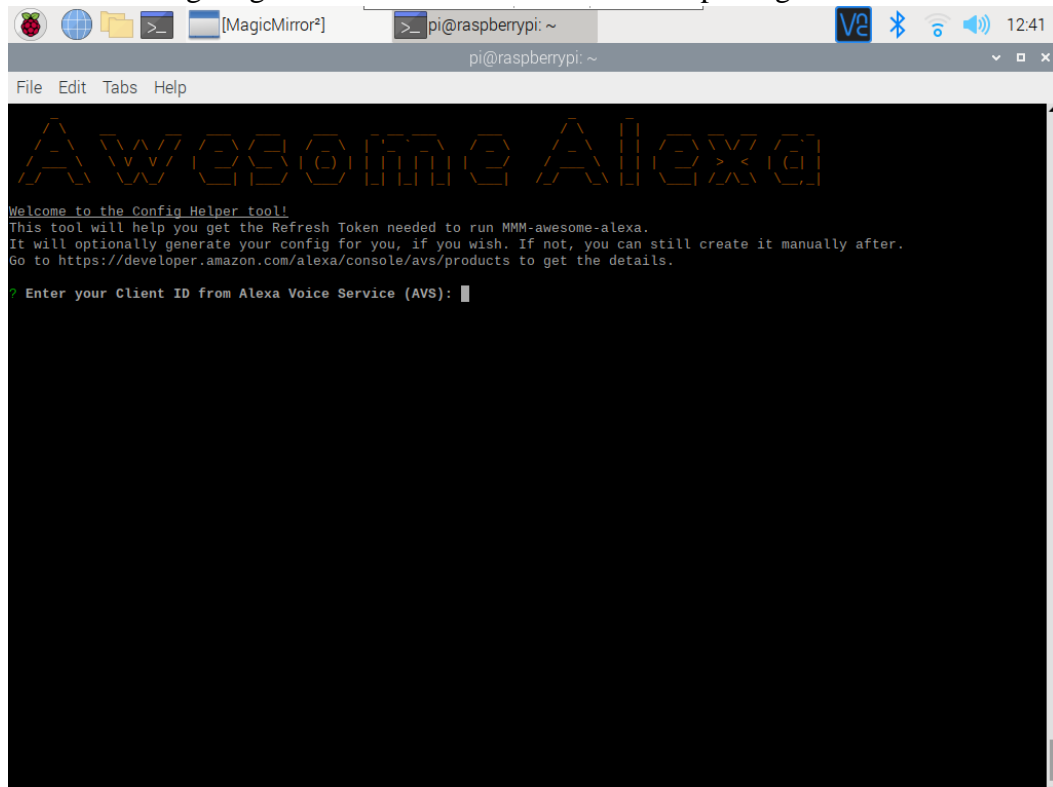 [MagicMirror²]
pi@raspberrypi: ~
12:41
pi@raspberrypi: ~
File Edit Tabs Help
Awesome Alexa
Welcome to the Config Helper tool!
This tool will help you get the Refresh Token needed to run MMM-awesome-alexa.
It will optionally generate your config for you, if you wish. If not, you can still create it manually after.
Go to https://developer.amazon.com/alexa/console/avs/products to get the details.
? Enter your Client ID from Alexa Voice Service (AVS):